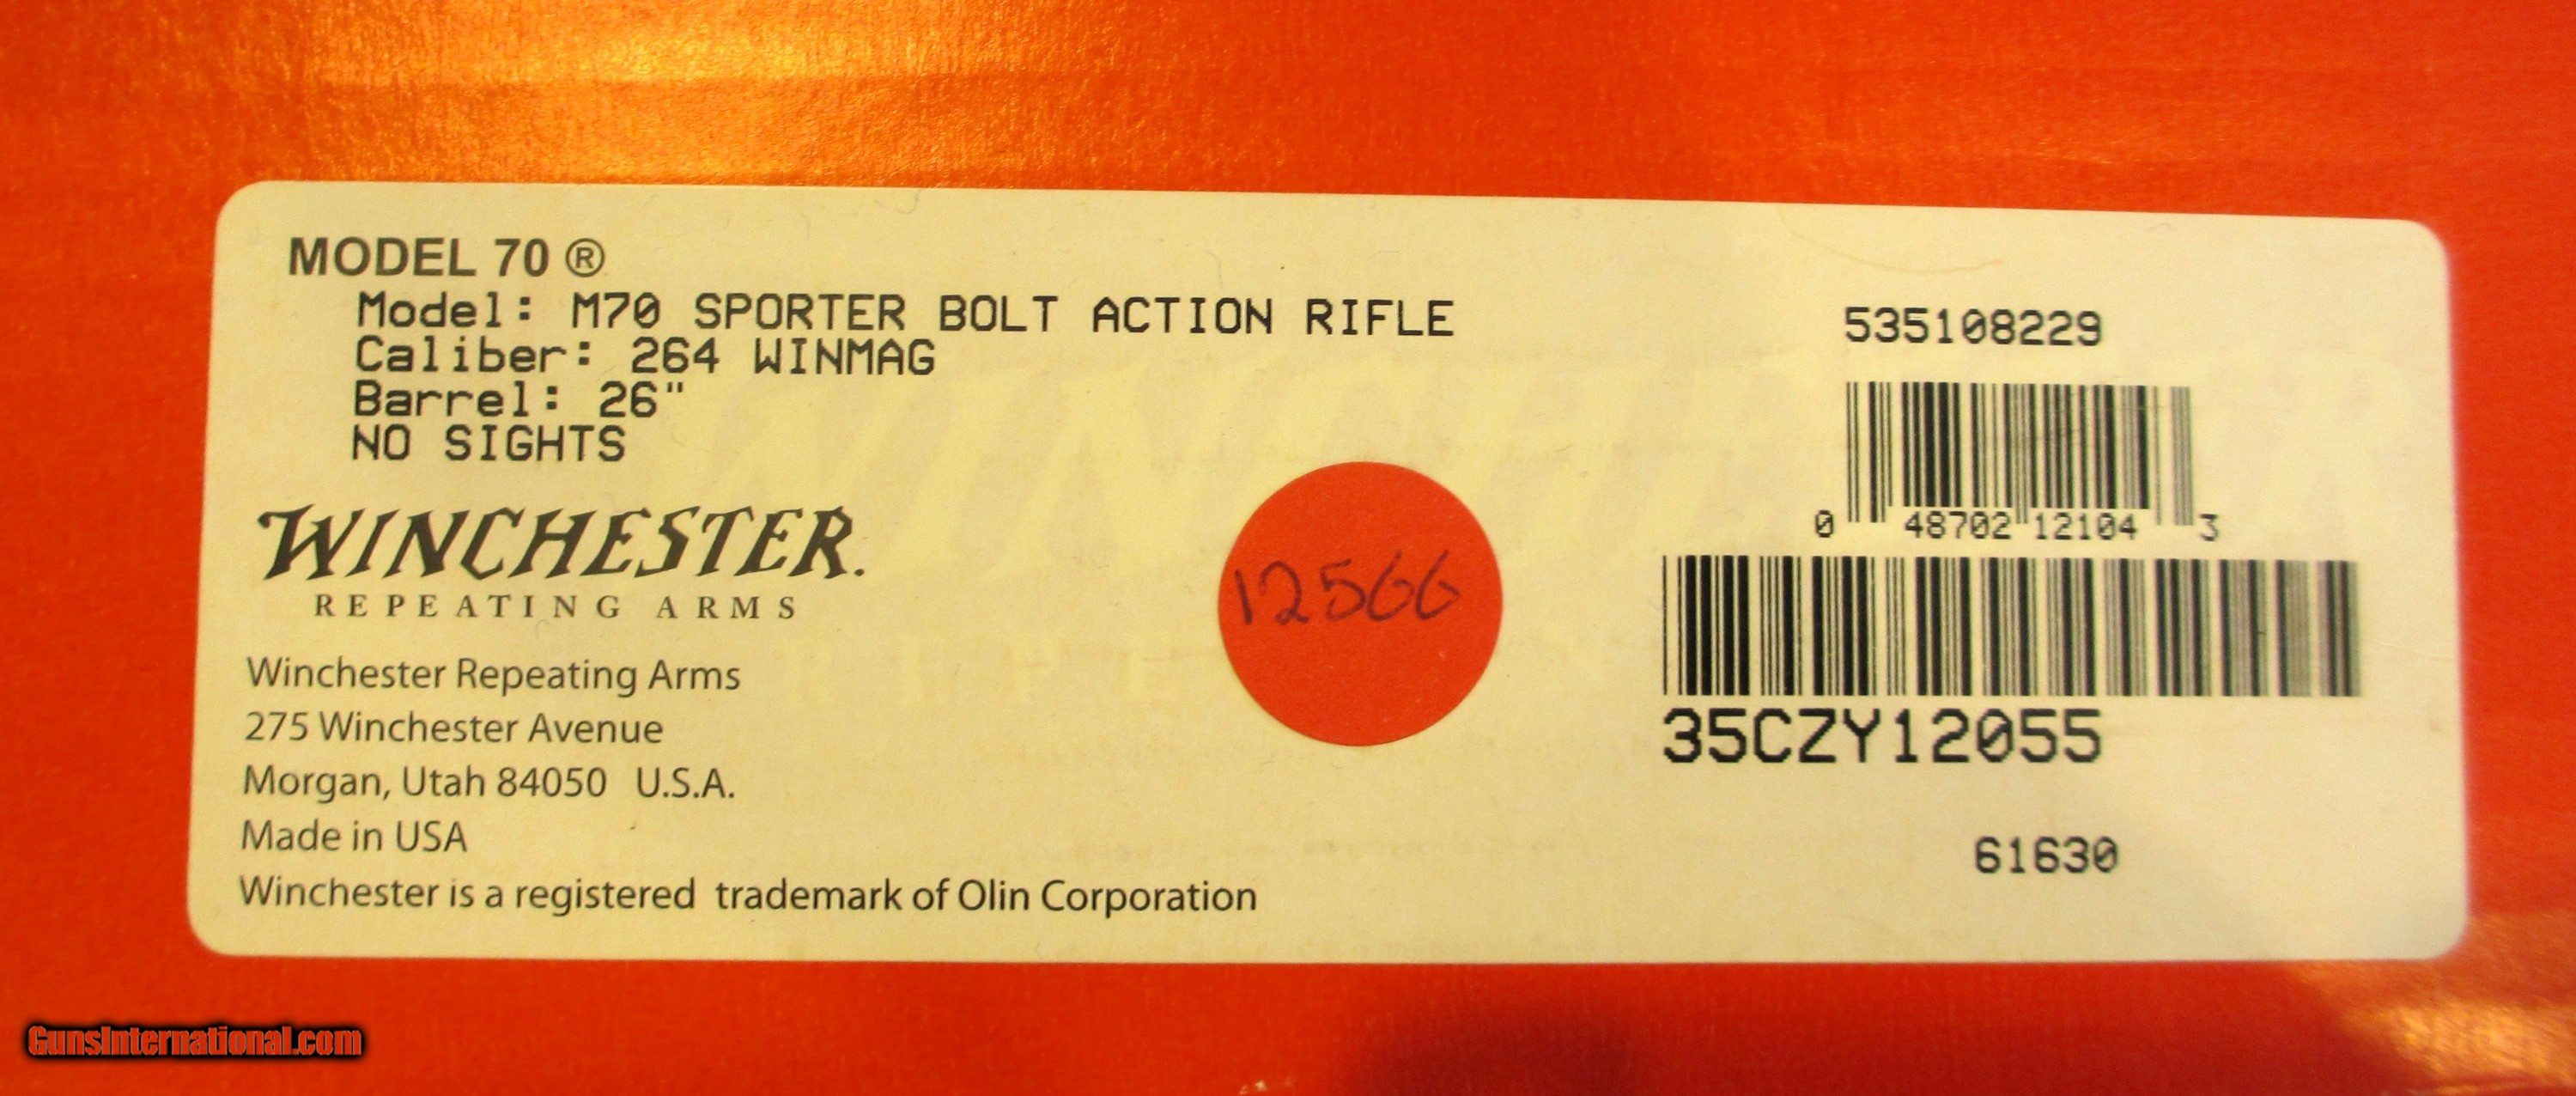 MODEL 70 ®
Model: M70 SPORTER BOLT ACTION RIFLE
Caliber: 264 WINMAG
Barrel: 26"
NO SIGHTS
WINCHESTER.
REPEATING ARMS
Winchester Repeating Arms
275 Winchester Avenue
Morgan, Utah 84050 U.S.A.
Made in USA
Winchester is a registered trademark of Olin Corporation
12566
535108229
0 48702 12104 3
35CZY12055
61630
GunsInternational.com